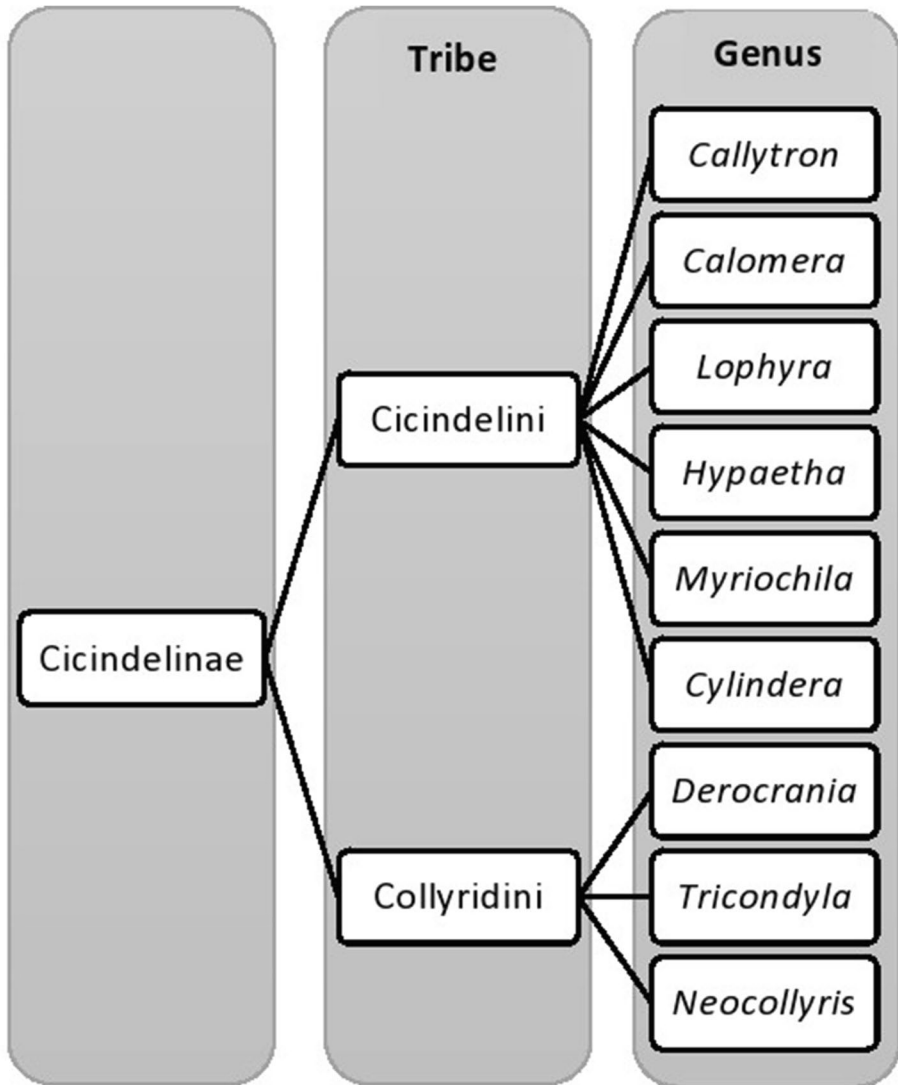 Tribe
Genus
Callytron
Calomera
Lophyra
Cicindelini
Hypaetha
Myriochila
Cicindelinae
Cylindera
Derocrania
Collyridini
Tricondyla
Neocollyris